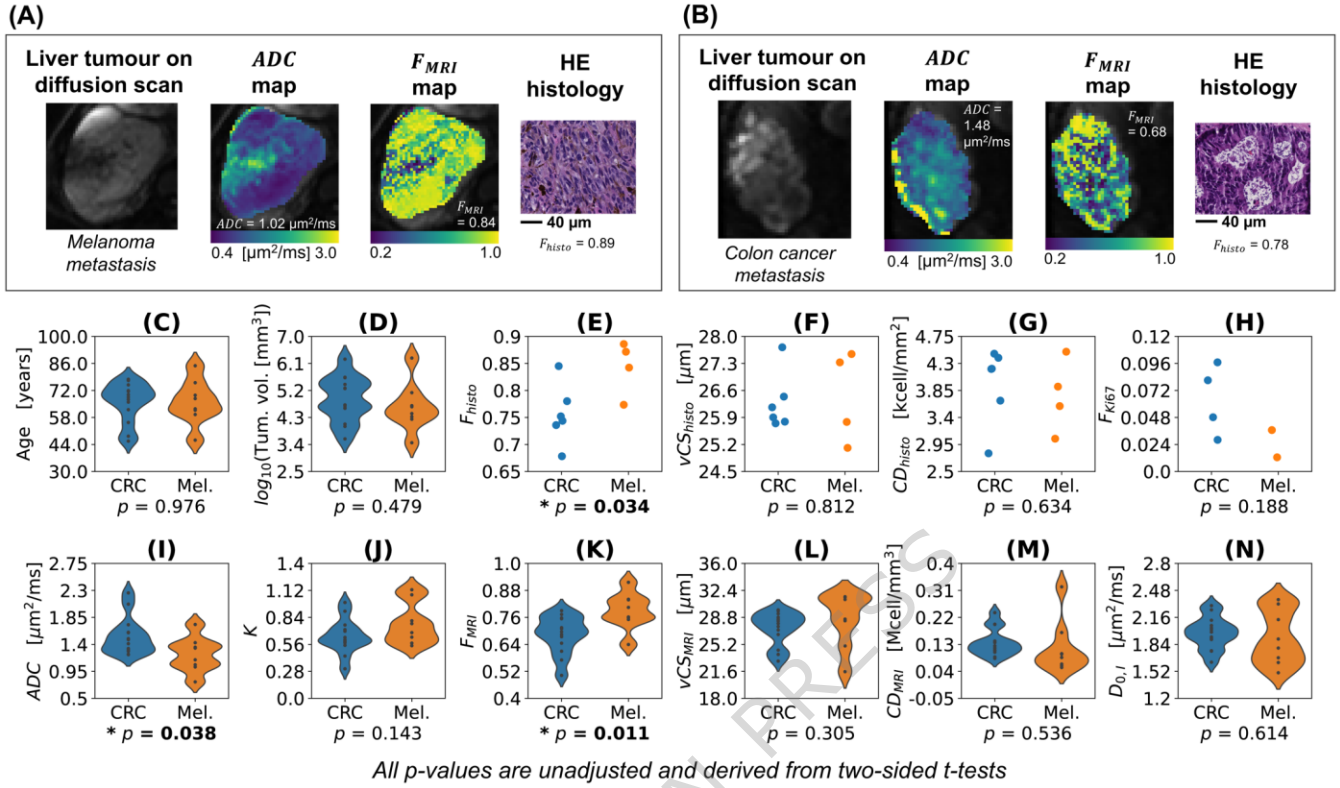 (A)
Liver tumour on
diffusion scan
ADC
map
F_MRI
map
HE
histology
ADC = 1.02 µm²/ms
F_MRI
= 0.84
Melanoma
metastasis
0.4 [µm²/ms] 3.0
0.2 1.0
40 µm
F_histo = 0.89
(B)
Liver tumour on
diffusion scan
ADC
map
F_MRI
map
HE
histology
ADC =
1.48
µm²/ms
F_MRI
= 0.68
Colon cancer
metastasis
0.4 [µm²/ms] 3.0
0.2 1.0
40 µm
F_histo = 0.78
(C)
Age [years]
100.0
86.0
72.0
58.0
44.0
30.0
CRC Mel.
p = 0.976
(D)
log₁₀(Tum. vol. [mm³])
7.0
6.1
5.2
4.3
3.4
2.5
CRC Mel.
p = 0.479
(E)
F_histo
0.9
0.85
0.8
0.75
0.7
0.65
CRC Mel.
* p = 0.034
(F)
vCS_histo [µm]
28.0
27.3
26.6
25.9
25.2
24.5
CRC Mel.
p = 0.812
(G)
CD_histo [kcell/mm²]
4.75
4.3
3.85
3.4
2.95
2.5
CRC Mel.
p = 0.634
(H)
F_Ki67
0.12
0.096
0.072
0.048
0.024
0.0
CRC Mel.
p = 0.188
(I)
ADC [µm²/ms]
2.75
2.3
1.85
1.4
0.95
0.5
CRC Mel.
* p = 0.038
(J)
K
1.4
1.12
0.84
0.56
0.28
0.0
CRC Mel.
p = 0.143
(K)
F_MRI
1.0
0.88
0.76
0.64
0.52
0.4
CRC Mel.
* p = 0.011
(L)
vCS_MRI [µm]
36.0
32.4
28.8
25.2
21.6
18.0
CRC Mel.
p = 0.305
(M)
CD_MRI [Mcell/mm³]
0.4
0.31
0.22
0.13
0.04
-0.05
CRC Mel.
p = 0.536
(N)
D_0,I [µm²/ms]
2.8
2.48
2.16
1.84
1.52
1.2
CRC Mel.
p = 0.614
All p-values are unadjusted and derived from two-sided t-tests
N PRESS